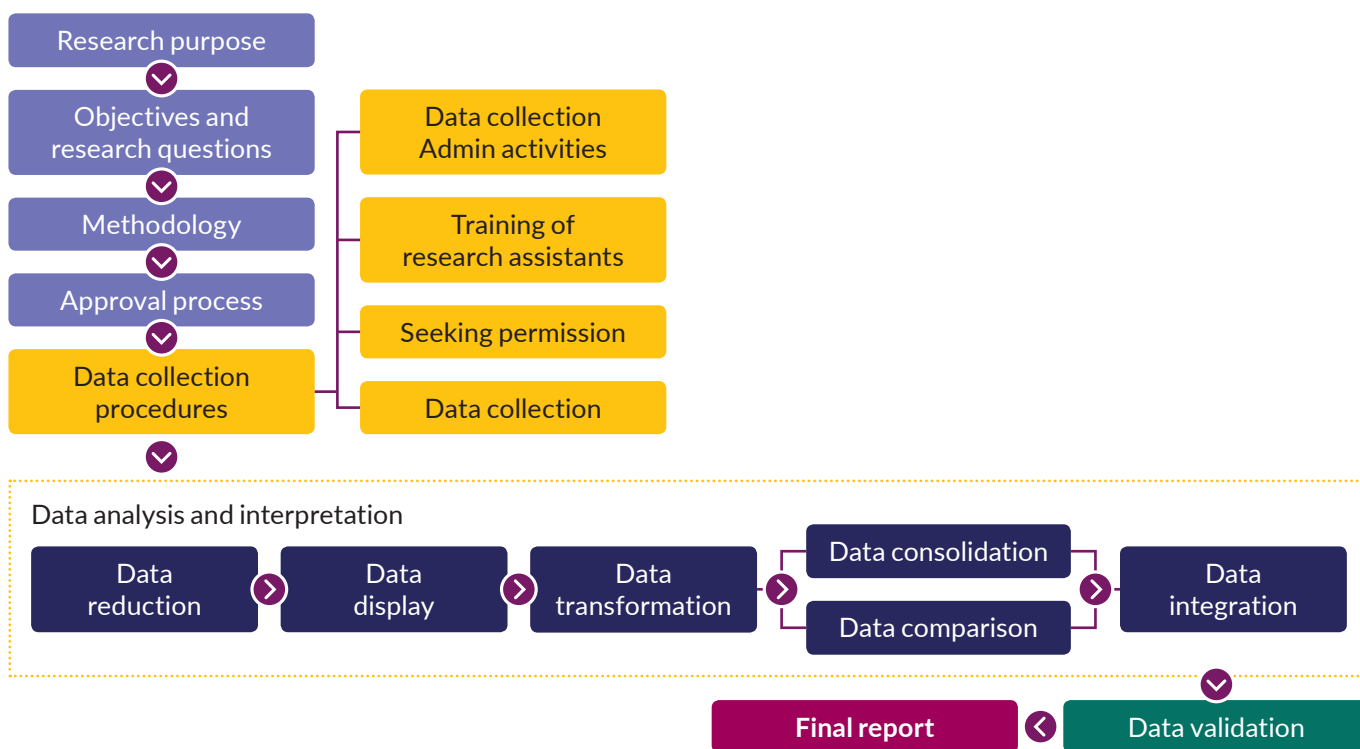 Research purpose
Objectives and
research questions
Methodology
Approval process
Data collection
procedures
Data collection
Admin activities
Training of
research assistants
Seeking permission
Data collection
Data analysis and interpretation
Data
reduction
Data
display
Data
transformation
Data consolidation
Data comparison
Data
integration
Final report
Data validation